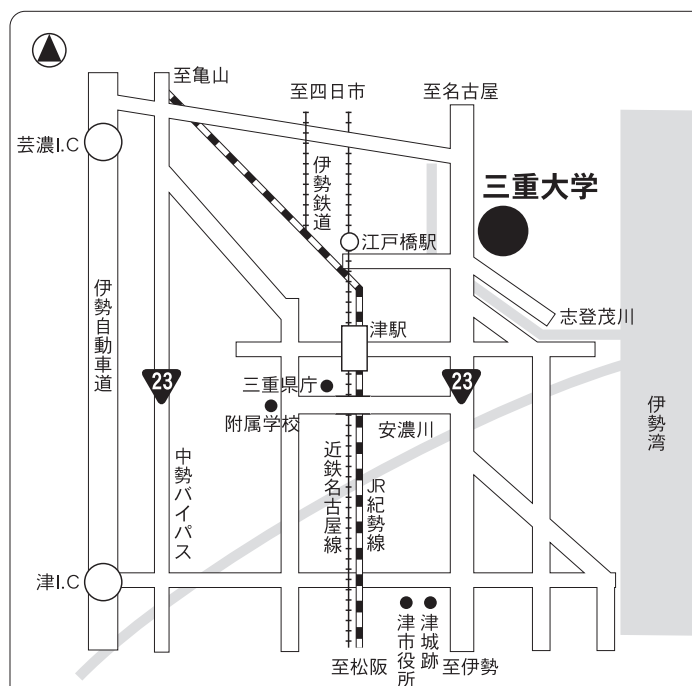 至亀山
至四日市
至名古屋
芸濃I.C
伊勢鉄道
三重大学
江戸橋駅
伊勢自動車道
志登茂川
津駅
23
三重県庁
23
附属学校
安濃川
伊勢湾
中勢バイパス
近鉄名古屋線
JR紀勢線
津I.C
津市役所
津城跡
至松阪
至伊勢